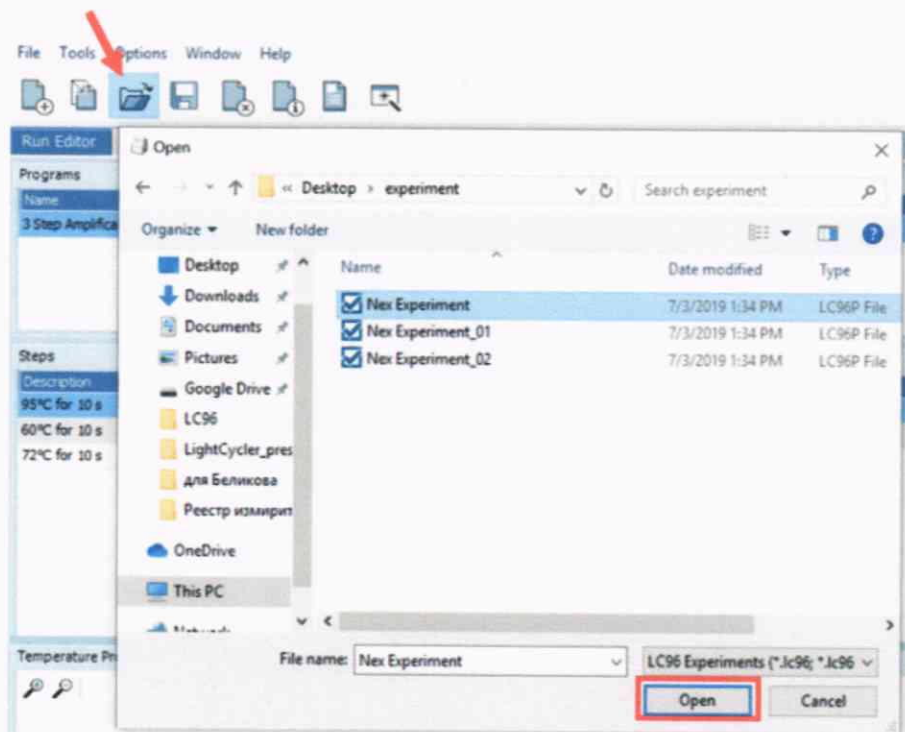 File Tools Options Window Help
Run Editor
Open
Programs
« Desktop › experiment
Search experiment
Name
3 Step Amplifica
Organize
New folder
Desktop
Name
Date modified
Type
Downloads
Nex Experiment
7/3/2019 1:34 PM
LC96P File
Documents
Nex Experiment_01
7/3/2019 1:34 PM
LC96P File
Pictures
Nex Experiment_02
7/3/2019 1:34 PM
LC96P File
Steps
Google Drive
Description
LC96
95°C for 10 s
60°C for 10 s
LightCycler_pres
72°C for 10 s
для Беликова
Реестр измирит
OneDrive
This PC
Temperature Pr
File name:
Nex Experiment
LC96 Experiments (*.lc96; *.lc96
Open
Cancel